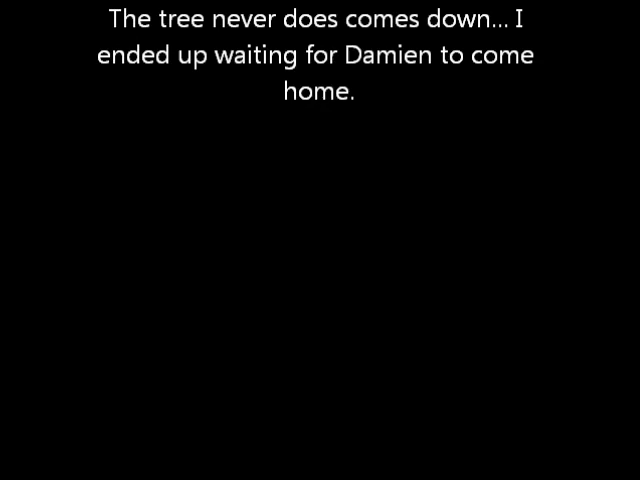 The tree never does comes down... I
ended up waiting for Damien to come
home.